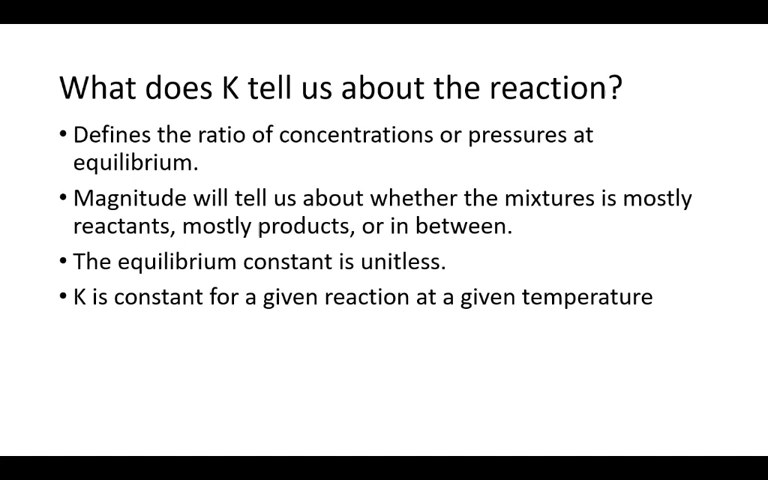 What does K tell us about the reaction?
• Defines the ratio of concentrations or pressures at
equilibrium.
• Magnitude will tell us about whether the mixtures is mostly
reactants, mostly products, or in between.
• The equilibrium constant is unitless.
• K is constant for a given reaction at a given temperature